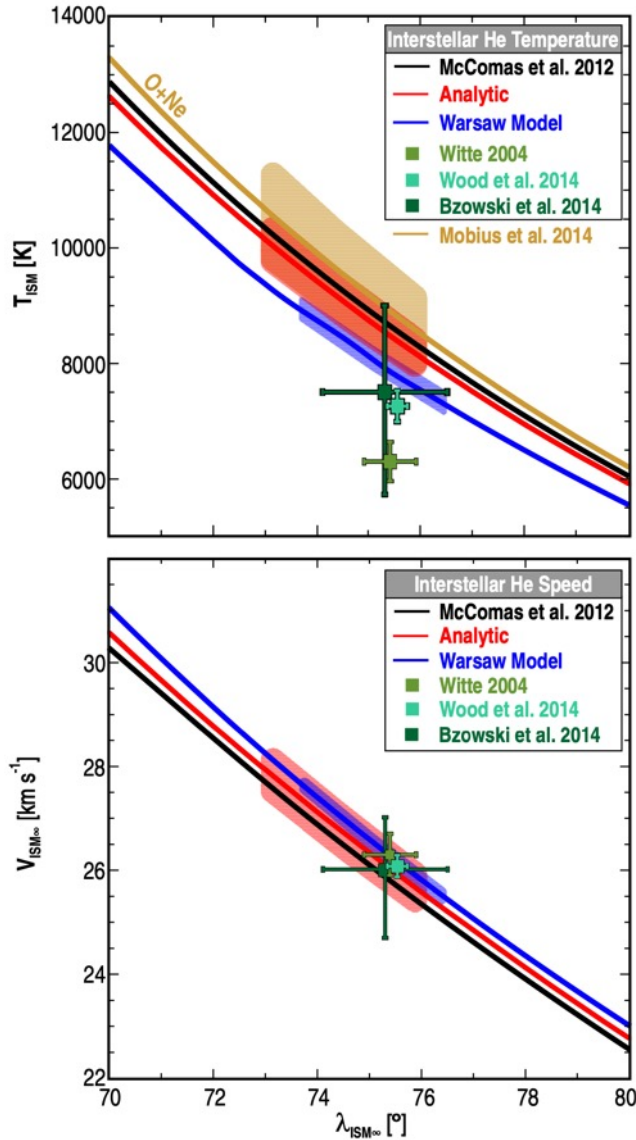 14000
12000
10000
8000
6000
T_ISM [K]
O+Ne
Interstellar He Temperature
McComas et al. 2012
Analytic
Warsaw Model
Witte 2004
Wood et al. 2014
Bzowski et al. 2014
Mobius et al. 2014
30
28
26
24
22
V_ISM∞ [km s⁻¹]
Interstellar He Speed
McComas et al. 2012
Analytic
Warsaw Model
Witte 2004
Wood et al. 2014
Bzowski et al. 2014
70 72 74 76 78 80
λ_ISM∞ [º]